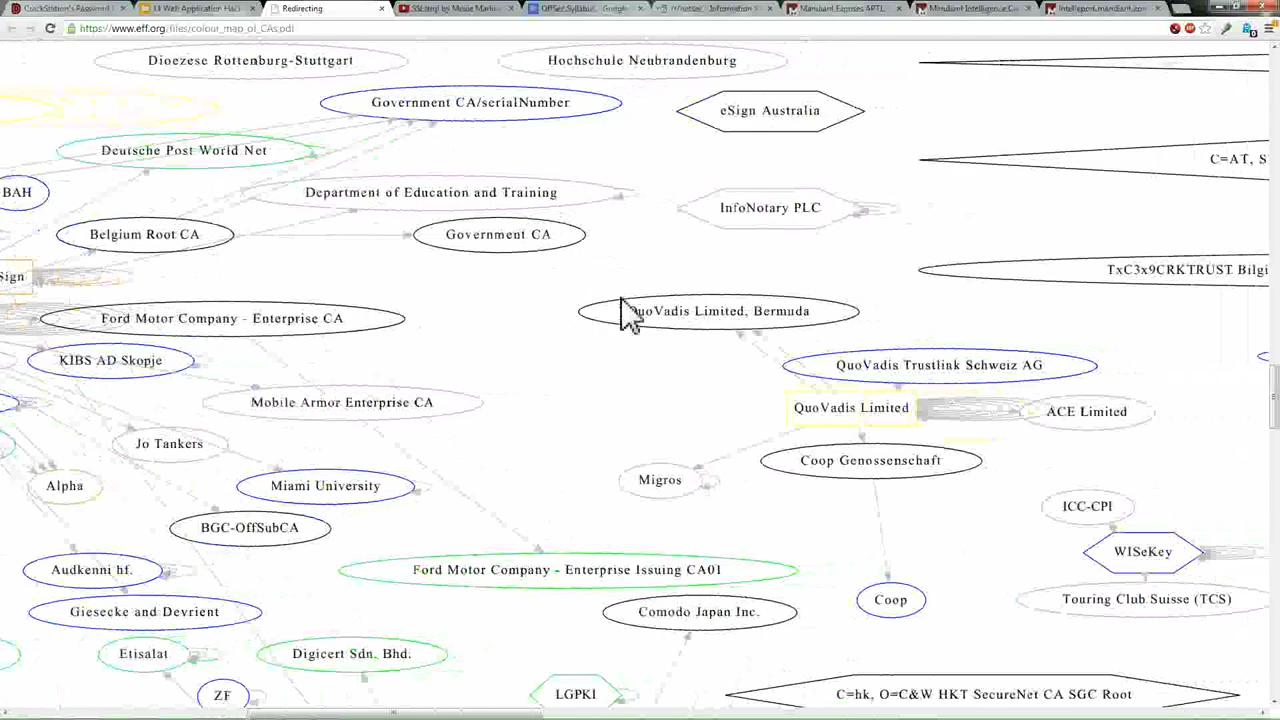 Redirecting
https://www.eff.org/files/colour_map_of_CAs.pdf
Dioezese Rottenburg-Stuttgart
Hochschule Neubrandenburg
Government CA/serialNumber
eSign Australia
Deutsche Post World Net
C=AT, S
BAH
Department of Education and Training
InfoNotary PLC
Belgium Root CA
Government CA
Sign
TxC3x9CRKTRUST Bilgi
Ford Motor Company - Enterprise CA
QuoVadis Limited, Bermuda
KIBS AD Skopje
QuoVadis Trustlink Schweiz AG
Mobile Armor Enterprise CA
QuoVadis Limited
ACE Limited
Jo Tankers
Coop Genossenschaft
Alpha
Miami University
Migros
ICC-CPI
BGC-OffSubCA
WISeKey
Audkenni hf.
Ford Motor Company - Enterprise Issuing CA01
Giesecke and Devrient
Comodo Japan Inc.
Coop
Touring Club Suisse (TCS)
Etisalat
Digicert Sdn. Bhd.
ZF
LGPKI
C=hk, O=C&W HKT SecureNet CA SGC Root